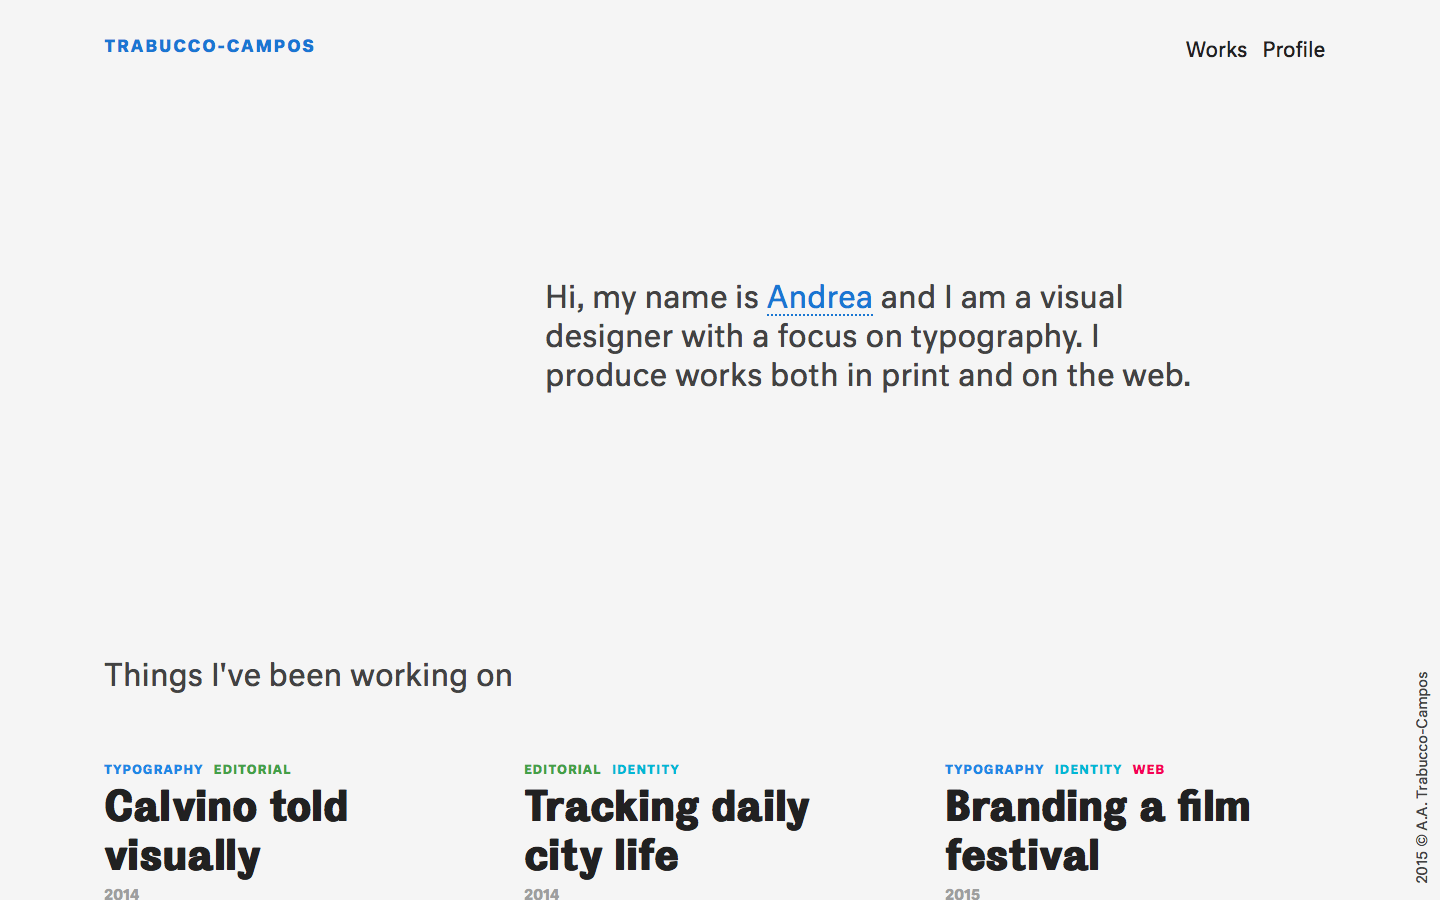 TRABUCCO-CAMPOS
Works Profile
Hi, my name is Andrea and I am a visual
designer with a focus on typography. I
produce works both in print and on the web.
Things I've been working on
TYPOGRAPHY EDITORIAL
Calvino told
visually
2014
EDITORIAL IDENTITY
Tracking daily
city life
2014
TYPOGRAPHY IDENTITY WEB
Branding a film
festival
2015
2015 © A.A. Trabucco-Campos